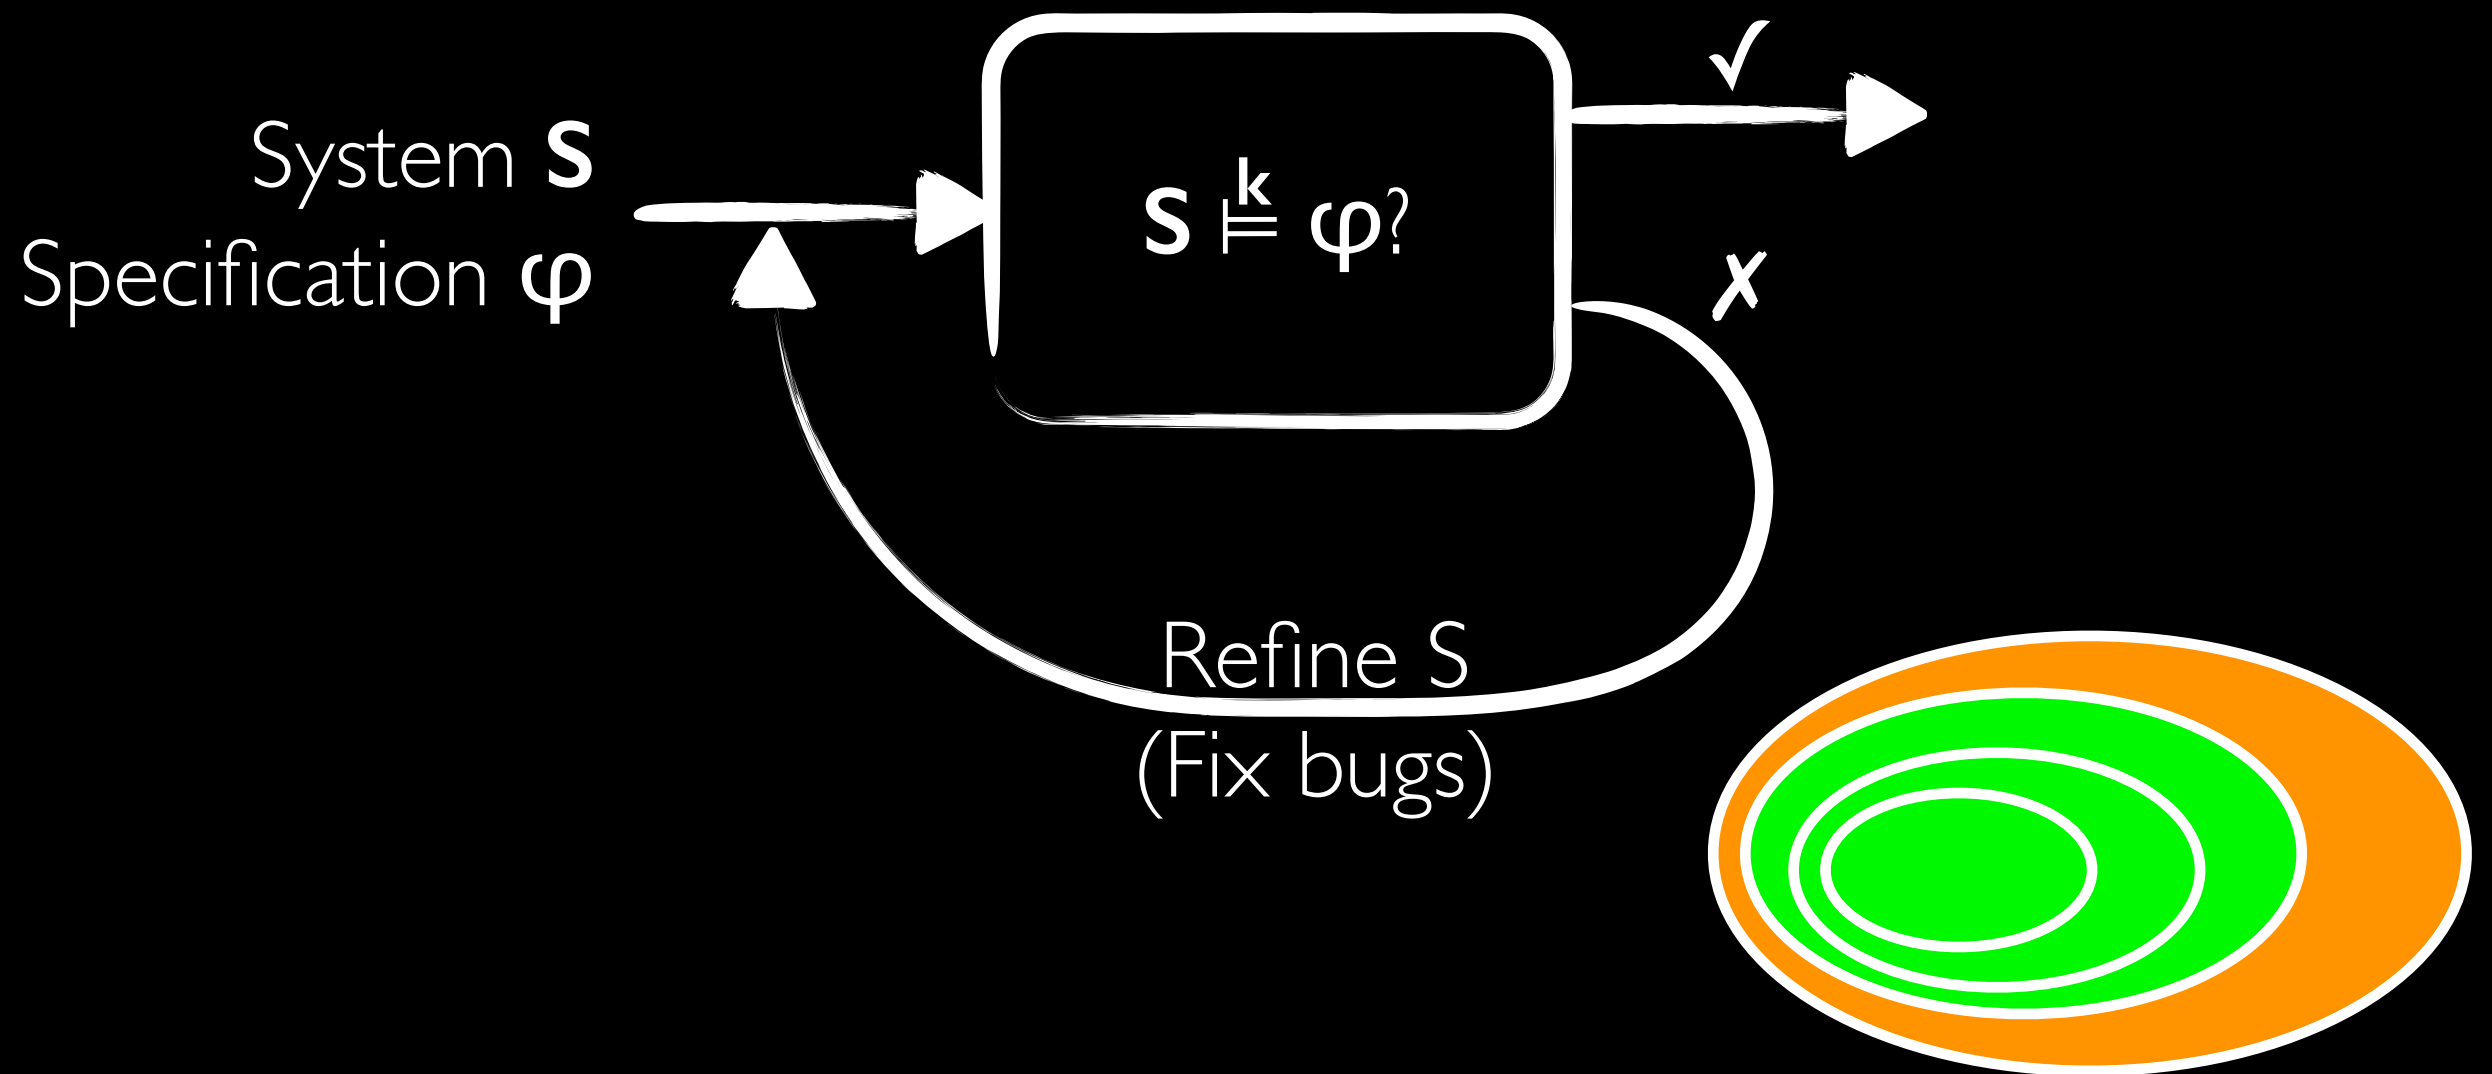 System S
Specification φ
S ⊨ᵏ φ?
✓
✗
Refine S
(Fix bugs)